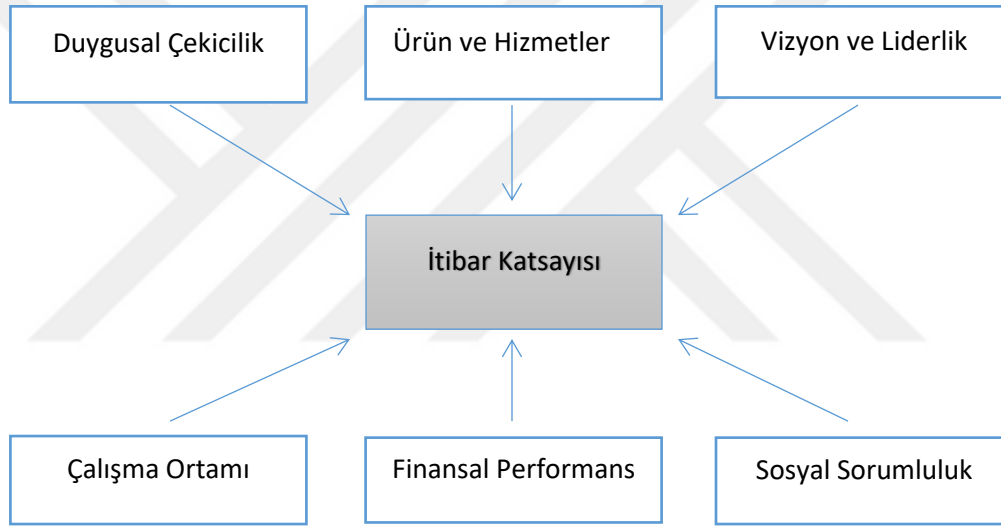 Duygusal Çekicilik
Ürün ve Hizmetler
Vizyon ve Liderlik
İtibar Katsayısı
Çalışma Ortamı
Finansal Performans
Sosyal Sorumluluk